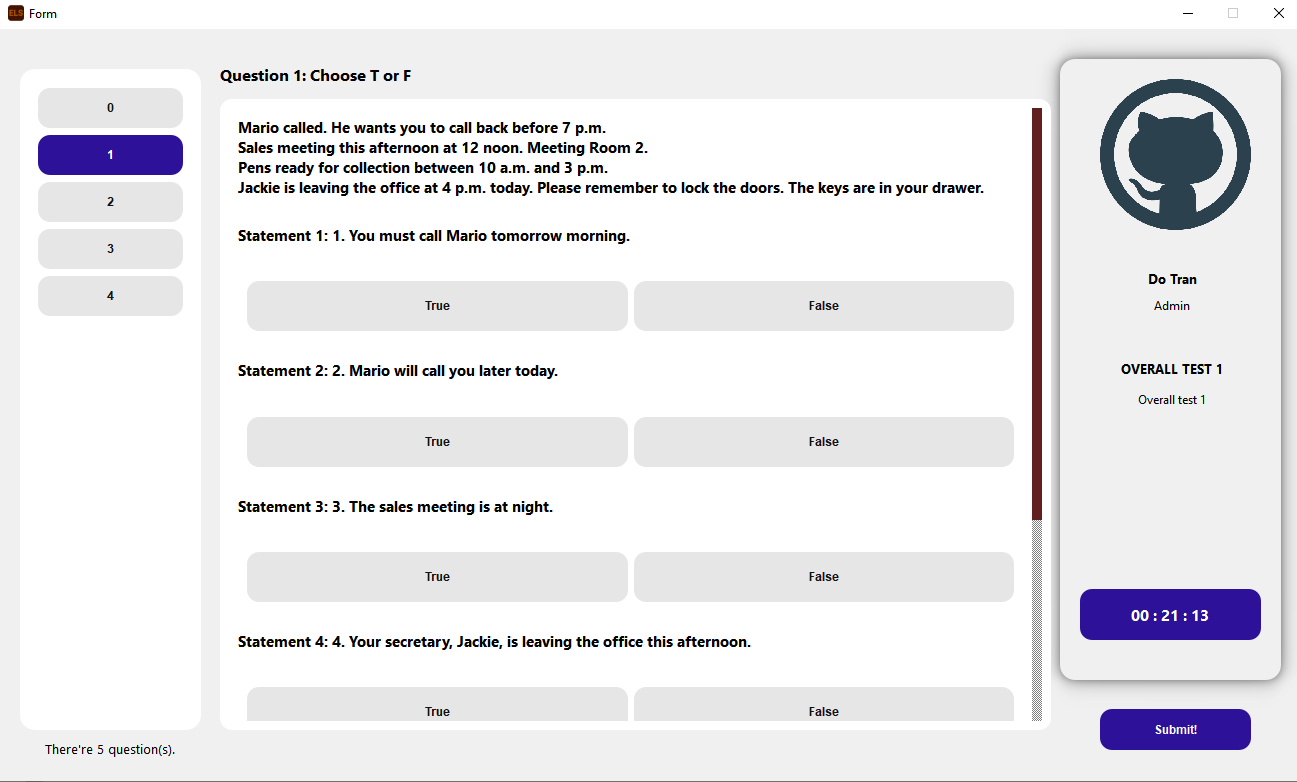 ELS Form
0
1
2
3
4
There're 5 question(s).
Question 1: Choose T or F
Mario called. He wants you to call back before 7 p.m.
Sales meeting this afternoon at 12 noon. Meeting Room 2.
Pens ready for collection between 10 a.m. and 3 p.m.
Jackie is leaving the office at 4 p.m. today. Please remember to lock the doors. The keys are in your drawer.
Statement 1: 1. You must call Mario tomorrow morning.
True False
Statement 2: 2. Mario will call you later today.
True False
Statement 3: 3. The sales meeting is at night.
True False
Statement 4: 4. Your secretary, Jackie, is leaving the office this afternoon.
True False
Do Tran
Admin
OVERALL TEST 1
Overall test 1
00 : 21 : 13
Submit!